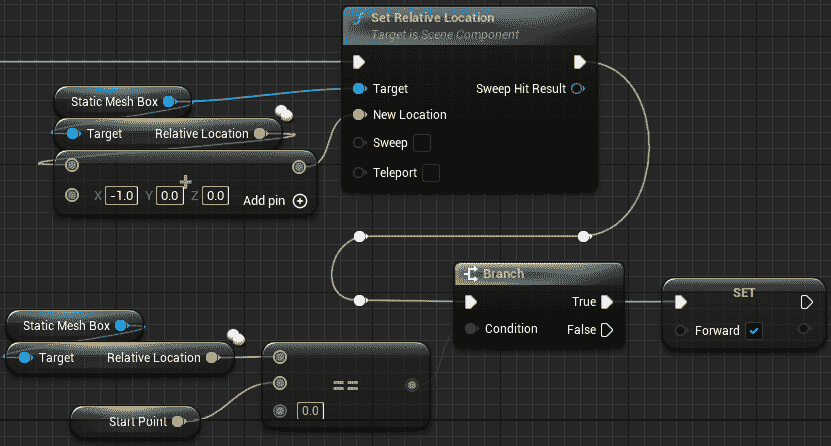 Set Relative Location
Target is Scene Component
Static Mesh Box
Target
Sweep Hit Result
Target
Relative Location
New Location
Sweep
X -1.0 Y 0.0 Z 0.0
Add pin
Teleport
Branch
True
SET
Condition
False
Forward
Static Mesh Box
Target
Relative Location
==
0.0
Start Point